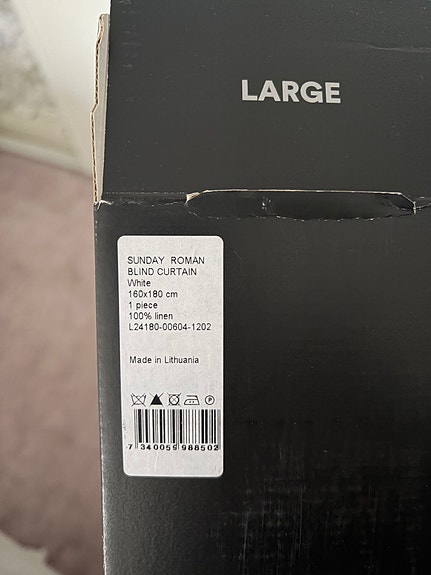 LARGE
SUNDAY ROMAN
BLIND CURTAIN
White
160x180 cm
1 piece
100% linen
L24180-00604-1202
Made in Lithuania
P
7 340059 988502